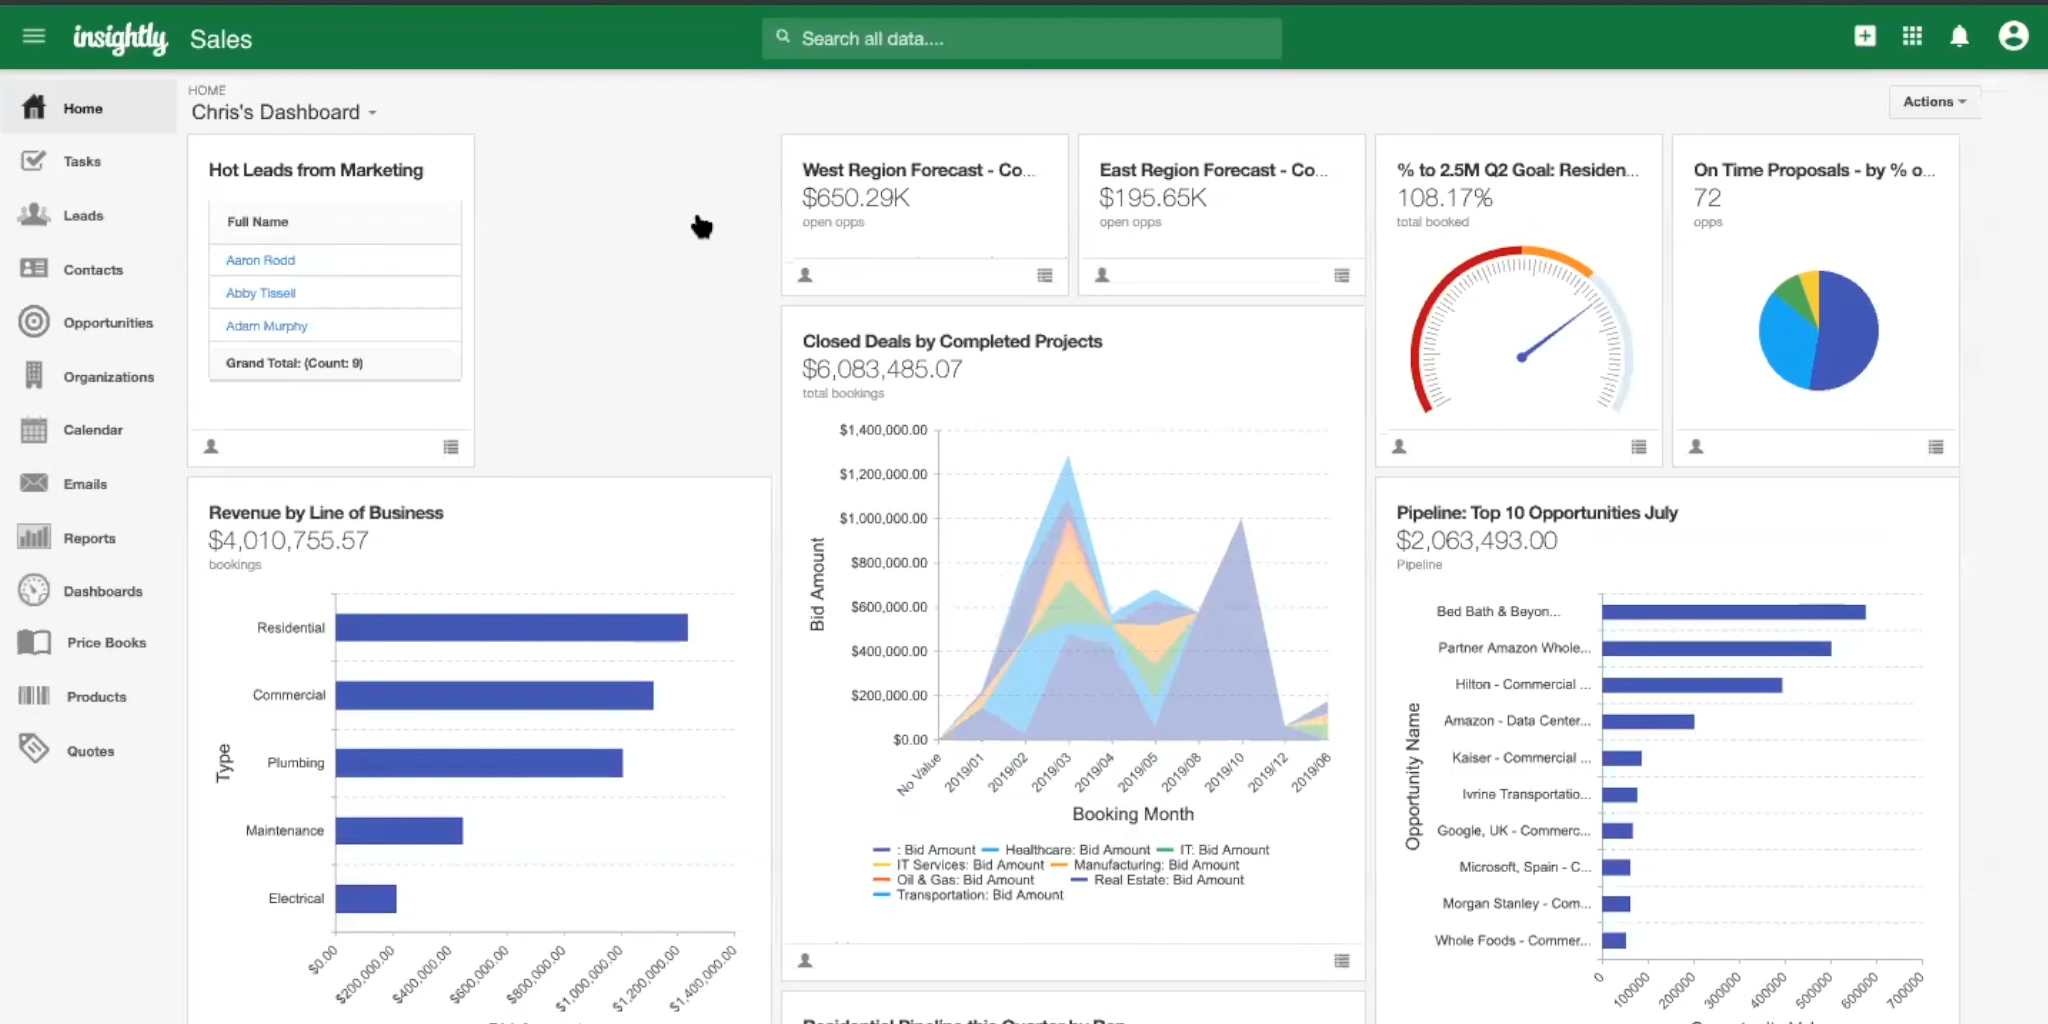 insightly Sales
Search all data....
Home
Tasks
Leads
Contacts
Opportunities
Organizations
Calendar
Emails
Reports
Dashboards
Price Books
Products
Quotes
HOME
Chris's Dashboard
Actions
Hot Leads from Marketing
Full Name
Aaron Rodd
Abby Tissell
Adam Murphy
Grand Total: (Count: 9)
West Region Forecast - Co...
$650.29K
open opps
East Region Forecast - Co...
$195.65K
open opps
% to 2.5M Q2 Goal: Residen...
108.17%
total booked
On Time Proposals - by % o...
72
opps
Revenue by Line of Business
$4,010,755.57
bookings
Type
Residential
Commercial
Plumbing
Maintenance
Electrical
$0.00
$200,000.00
$400,000.00
$600,000.00
$800,000.00
$1,000,000.00
$1,200,000.00
$1,400,000.00
Closed Deals by Completed Projects
$6,083,485.07
total bookings
Bid Amount
$1,400,000.00
$1,200,000.00
$1,000,000.00
$800,000.00
$600,000.00
$400,000.00
$200,000.00
$0.00
No Value
2019/01
2019/02
2019/03
2019/04
2019/05
2019/08
2019/10
2019/12
2019/06
Booking Month
: Bid Amount Healthcare: Bid Amount IT: Bid Amount
IT Services: Bid Amount Manufacturing: Bid Amount
Oil & Gas: Bid Amount Real Estate: Bid Amount
Transportation: Bid Amount
Pipeline: Top 10 Opportunities July
$2,063,493.00
Pipeline
Opportunity Name
Bed Bath & Beyon...
Partner Amazon Whole...
Hilton - Commercial ...
Amazon - Data Center...
Kaiser - Commercial ...
Ivrine Transportatio...
Google, UK - Commerc...
Microsoft, Spain - C...
Morgan Stanley - Com...
Whole Foods - Commer...
0
100000
200000
300000
400000
500000
600000
700000
Residential Pipeline this Quarter by Rep